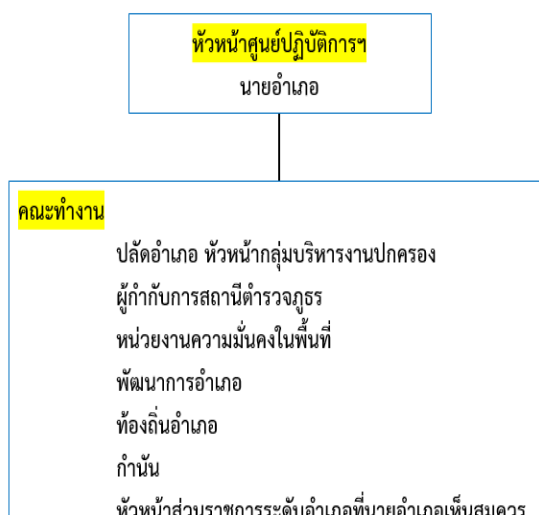 หัวหน้าศูนย์ปฏิบัติการฯ
นายอำเภอ
คณะทำงาน
ปลัดอำเภอ หัวหน้ากลุ่มบริหารงานปกครอง
ผู้กำกับการสถานีตำรวจภูธร
หน่วยงานความมั่นคงในพื้นที่
พัฒนาการอำเภอ
ท้องถิ่นอำเภอ
กำนัน
หัวหน้าส่วนราชการระดับอำเภอที่นายอำเภอเห็นสมควร